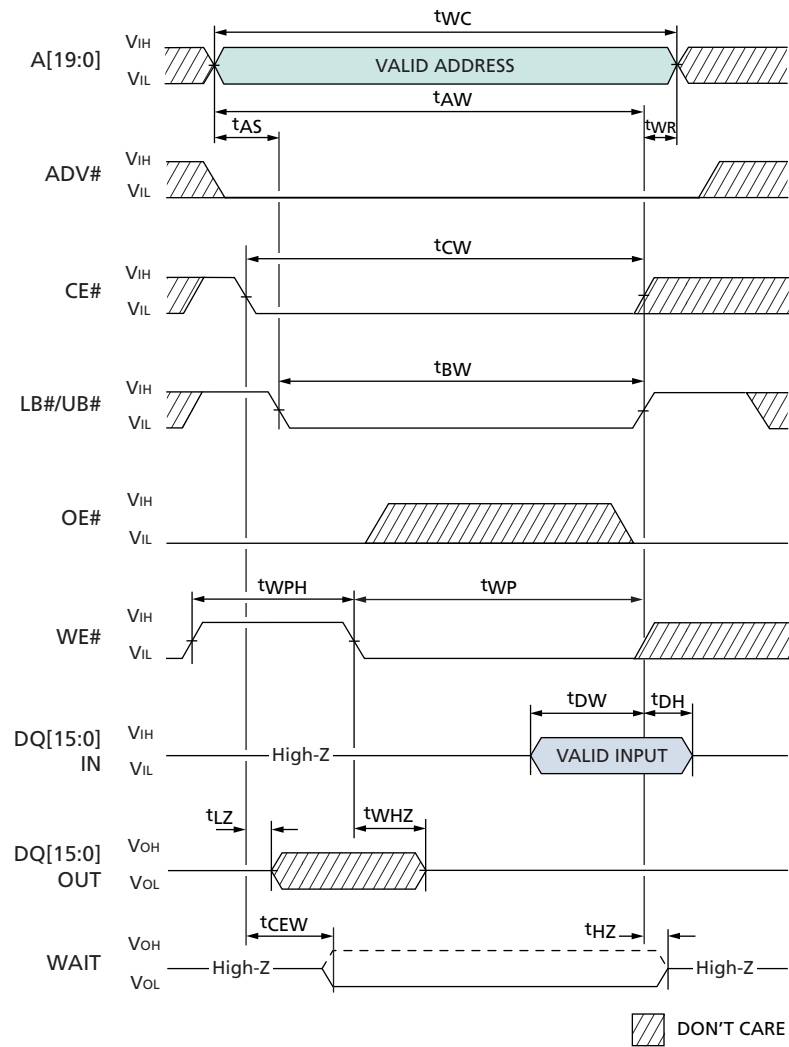 tWC
A[19:0] VIH VALID ADDRESS
VIL
tAW
tAS tWR
ADV# VIH
VIL
tCW
CE# VIH
VIL
tBW
LB#/UB# VIH
VIL
OE# VIH
VIL
tWPH tWP
WE# VIH
VIL
tDW tDH
DQ[15:0] IN VIH High-Z VALID INPUT
VIL
tLZ tWHZ
DQ[15:0] OUT VOH
VOL
tCEW tHZ
WAIT VOH High-Z High-Z
VOL
DON'T CARE